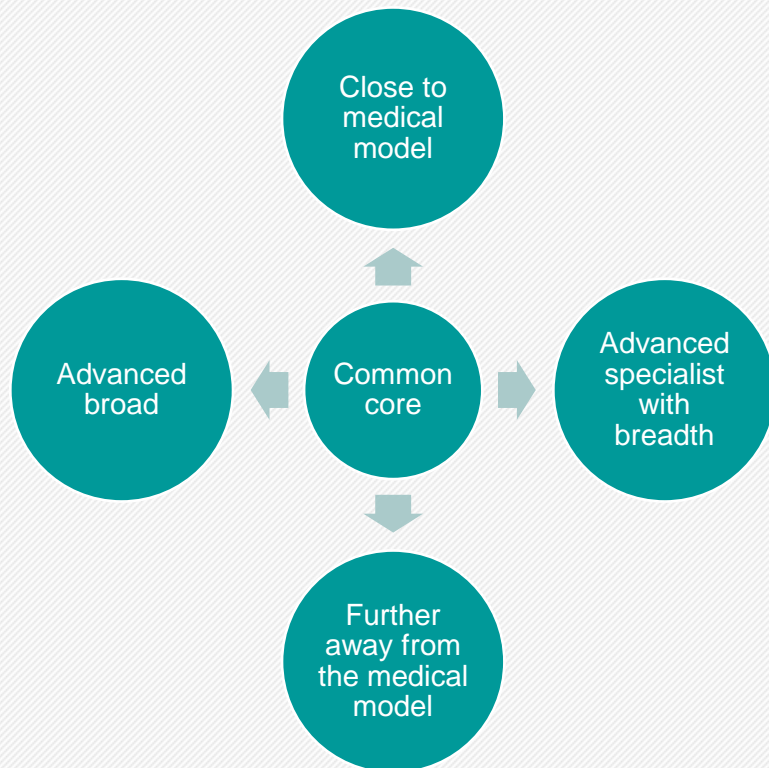 Close to
medical
model
Advanced
broad
Common
core
Advanced
specialist
with
breadth
Further
away from
the medical
model